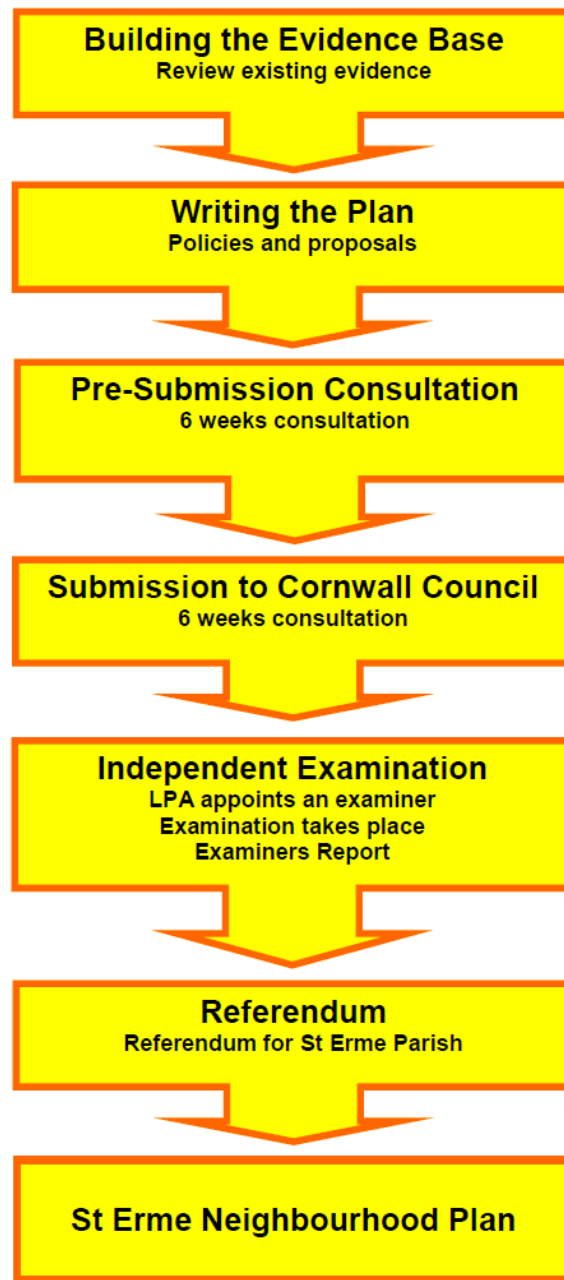 Building the Evidence Base
Review existing evidence
Writing the Plan
Policies and proposals
Pre-Submission Consultation
6 weeks consultation
Submission to Cornwall Council
6 weeks consultation
Independent Examination
LPA appoints an examiner
Examination takes place
Examiners Report
Referendum
Referendum for St Erme Parish
St Erme Neighbourhood Plan